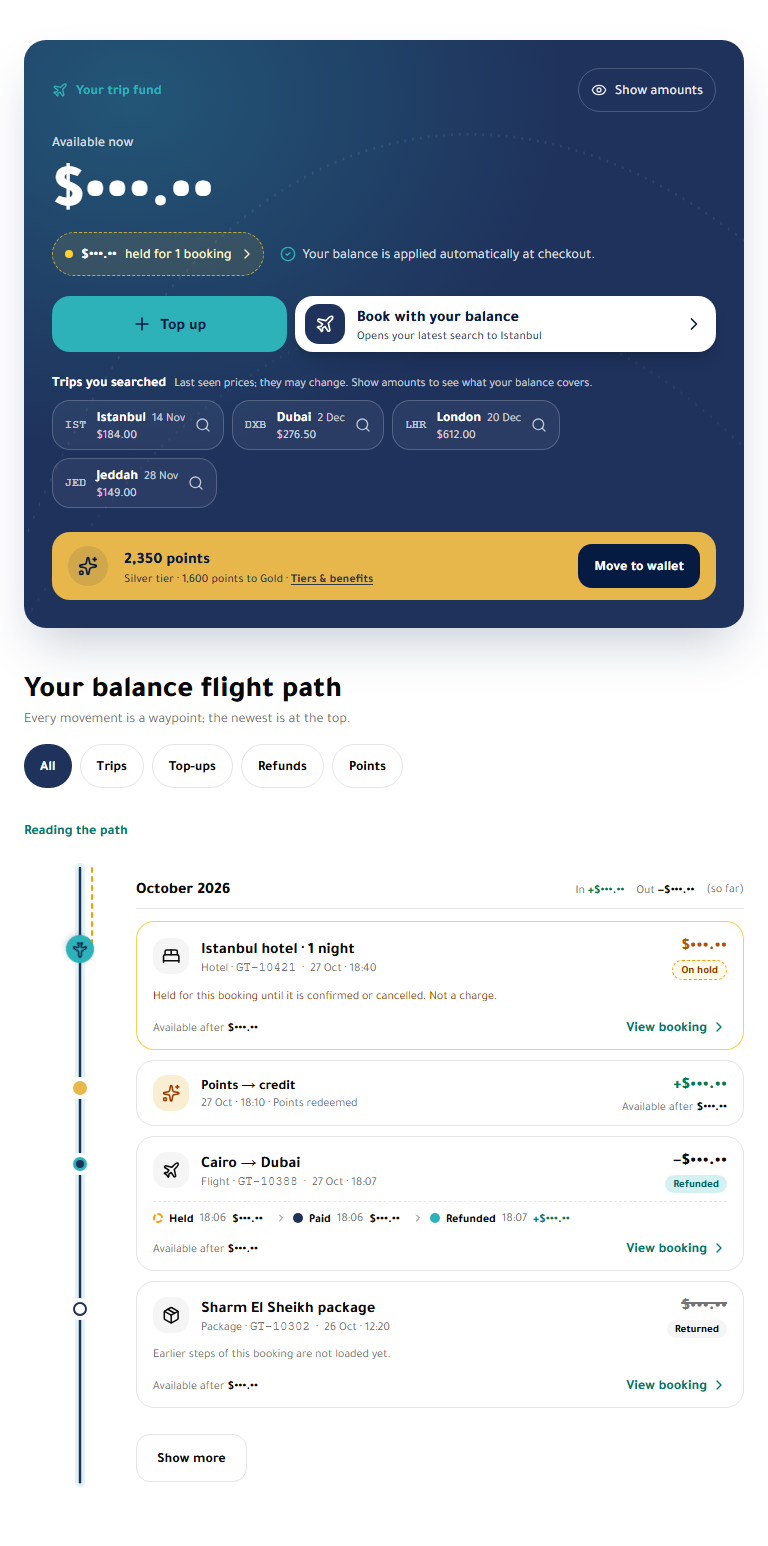 Your trip fund
Show amounts
Available now
$•••.••
$•••.•• held for 1 booking
Your balance is applied automatically at checkout.
Top up
Book with your balance
Opens your latest search to Istanbul
Trips you searched Last seen prices; they may change. Show amounts to see what your balance covers.
IST
Istanbul 14 Nov
$184.00
DXB
Dubai 2 Dec
$276.50
LHR
London 20 Dec
$612.00
JED
Jeddah 28 Nov
$149.00
2,350 points
Silver tier · 1,600 points to Gold · Tiers & benefits
Move to wallet
Your balance flight path
Every movement is a waypoint; the newest is at the top.
All
Trips
Top-ups
Refunds
Points
Reading the path
October 2026
In +$•••.•• Out −$•••.•• (so far)
Istanbul hotel · 1 night
$•••.••
Hotel · GT-10421 · 27 Oct · 18:40
On hold
Held for this booking until it is confirmed or cancelled. Not a charge.
Available after $•••.••
View booking
Points → credit
+$•••.••
27 Oct · 18:10 · Points redeemed
Available after $•••.••
Cairo → Dubai
−$•••.••
Flight · GT-10388 · 27 Oct · 18:07
Refunded
Held 18:06 $•••.•• Paid 18:06 $•••.•• Refunded 18:07 +$•••.••
Available after $•••.••
View booking
Sharm El Sheikh package
$•••.••
Package · GT-10302 · 26 Oct · 12:20
Returned
Earlier steps of this booking are not loaded yet.
Available after $•••.••
View booking
Show more